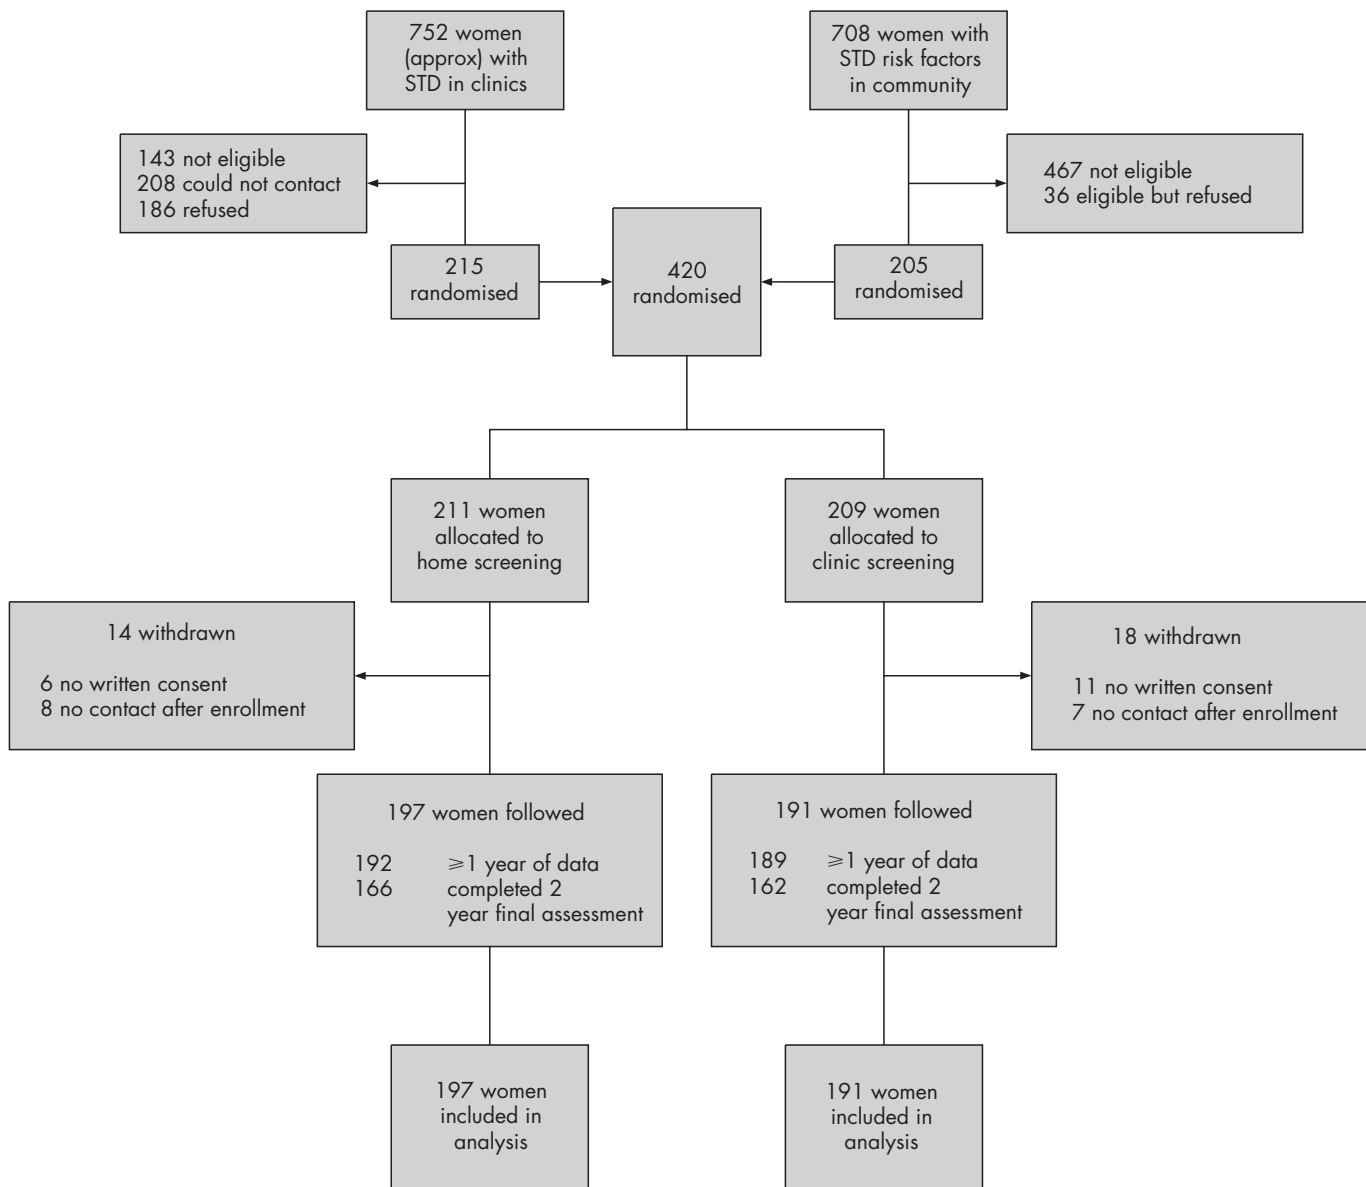 752 women
(approx) with
STD in clinics
708 women with
STD risk factors
in community
143 not eligible
208 could not contact
186 refused
467 not eligible
36 eligible but refused
215
randomised
420
randomised
205
randomised
211 women
allocated to
home screening
209 women
allocated to
clinic screening
14 withdrawn
6 no written consent
8 no contact after enrollment
18 withdrawn
11 no written consent
7 no contact after enrollment
197 women followed
192 ⩾1 year of data
166 completed 2
year final assessment
191 women followed
189 ⩾1 year of data
162 completed 2
year final assessment
197 women
included in
analysis
191 women
included in
analysis